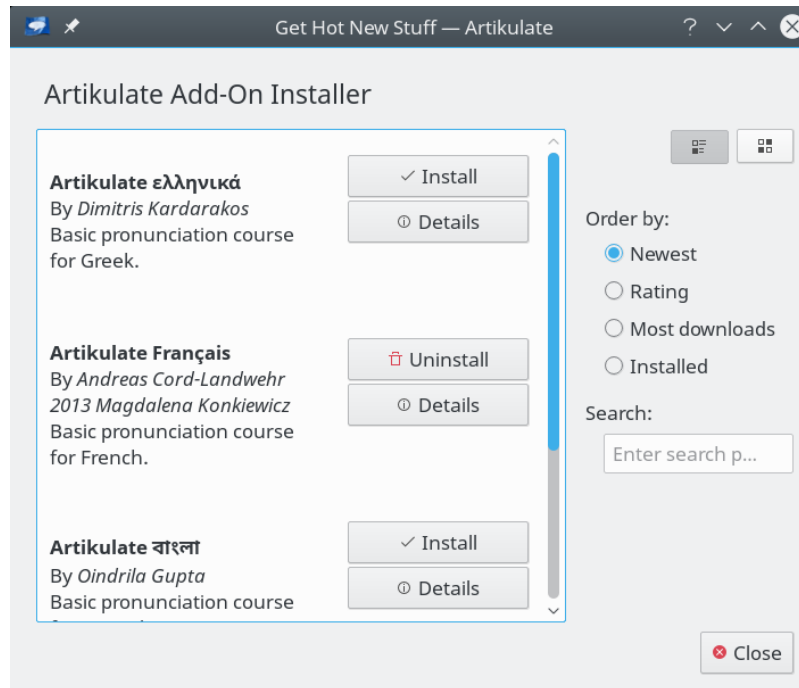 Get Hot New Stuff — Artikulate
Artikulate Add-On Installer
Artikulate ελληνικά
By Dimitris Kardarakos
Basic pronunciation course
for Greek.
Install
Details
Artikulate Français
By Andreas Cord-Landwehr
2013 Magdalena Konkiewicz
Basic pronunciation course
for French.
Uninstall
Details
Artikulate বাংলা
By Oindrila Gupta
Basic pronunciation course
Install
Details
Order by:
Newest
Rating
Most downloads
Installed
Search:
Enter search p...
Close